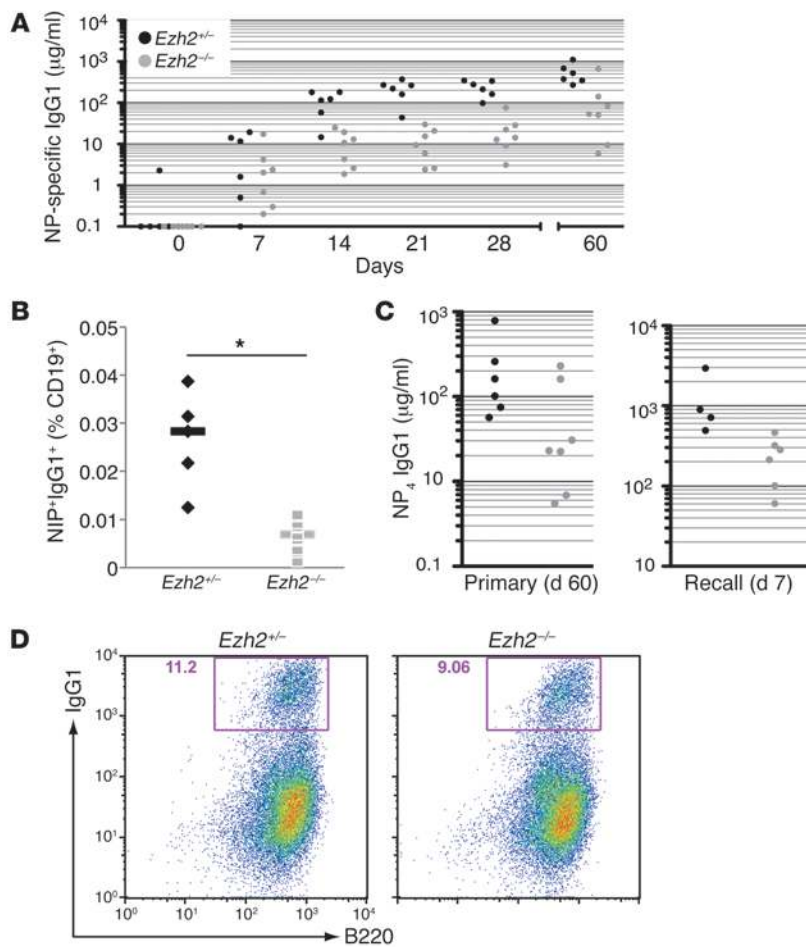 A
NP-specific IgG1 (μg/ml)
10⁴
10³
10²
10
1
0.1
Ezh2⁺/⁻
Ezh2⁻/⁻
0 7 14 21 28 60
Days
B
NIP⁺IgG1⁺ (% CD19⁺)
0.05
0.04
0.03
0.02
0.01
0
*
Ezh2⁺/⁻ Ezh2⁻/⁻
C
NP₄ IgG1 (μg/ml)
10³
10²
10
0.1
Primary (d 60)
10⁴
10³
10²
10
Recall (d 7)
D
Ezh2⁺/⁻ Ezh2⁻/⁻
IgG1
10⁴
10³
10²
10¹
10⁰
11.2
9.06
10⁰ 10¹ 10² 10³ 10⁴
B220